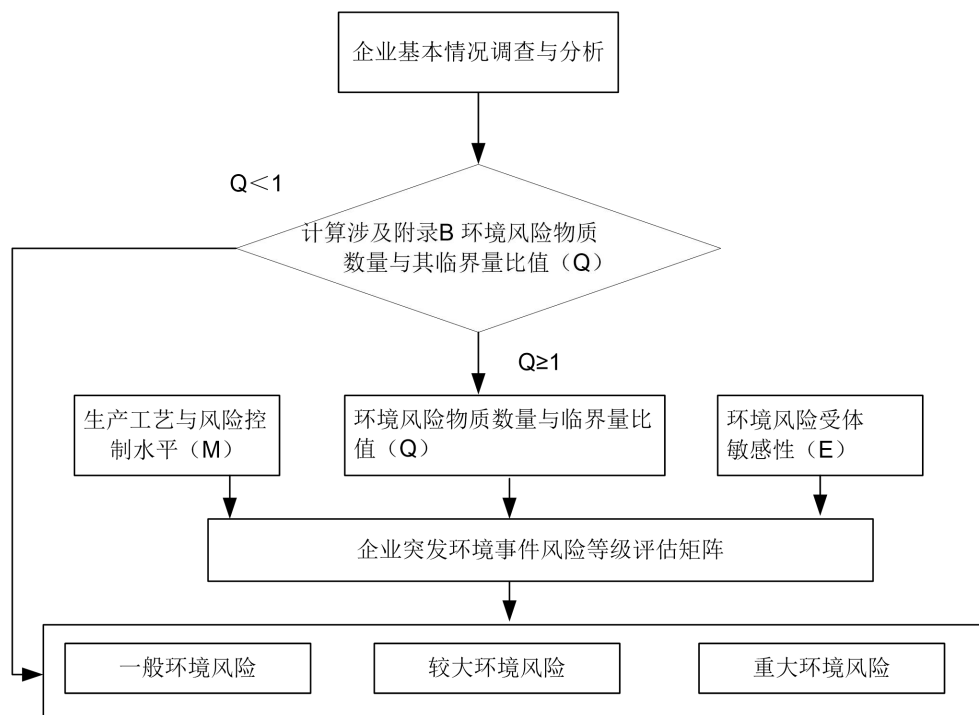 企业基本情况调查与分析
Q＜1
计算涉及附录B 环境风险物质
数量与其临界量比值（Q）
Q≥1
生产工艺与风险控
制水平（M）
环境风险物质数量与临界量比
值（Q）
环境风险受体
敏感性（E）
企业突发环境事件风险等级评估矩阵
一般环境风险
较大环境风险
重大环境风险